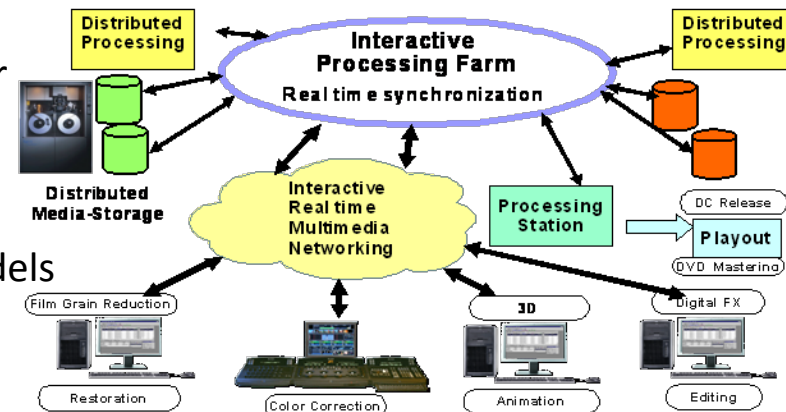 Distributed
Processing
Interactive
Processing Farm
Real time synchronization
Distributed
Processing
Distributed
Media-Storage
Interactive
Real time
Multimedia
Networking
Processing
Station
DC Release
Playout
DVD Mastering
dels
Film Grain Reduction
3D
Digital FX
Restoration
Color Correction
Animation
Editing